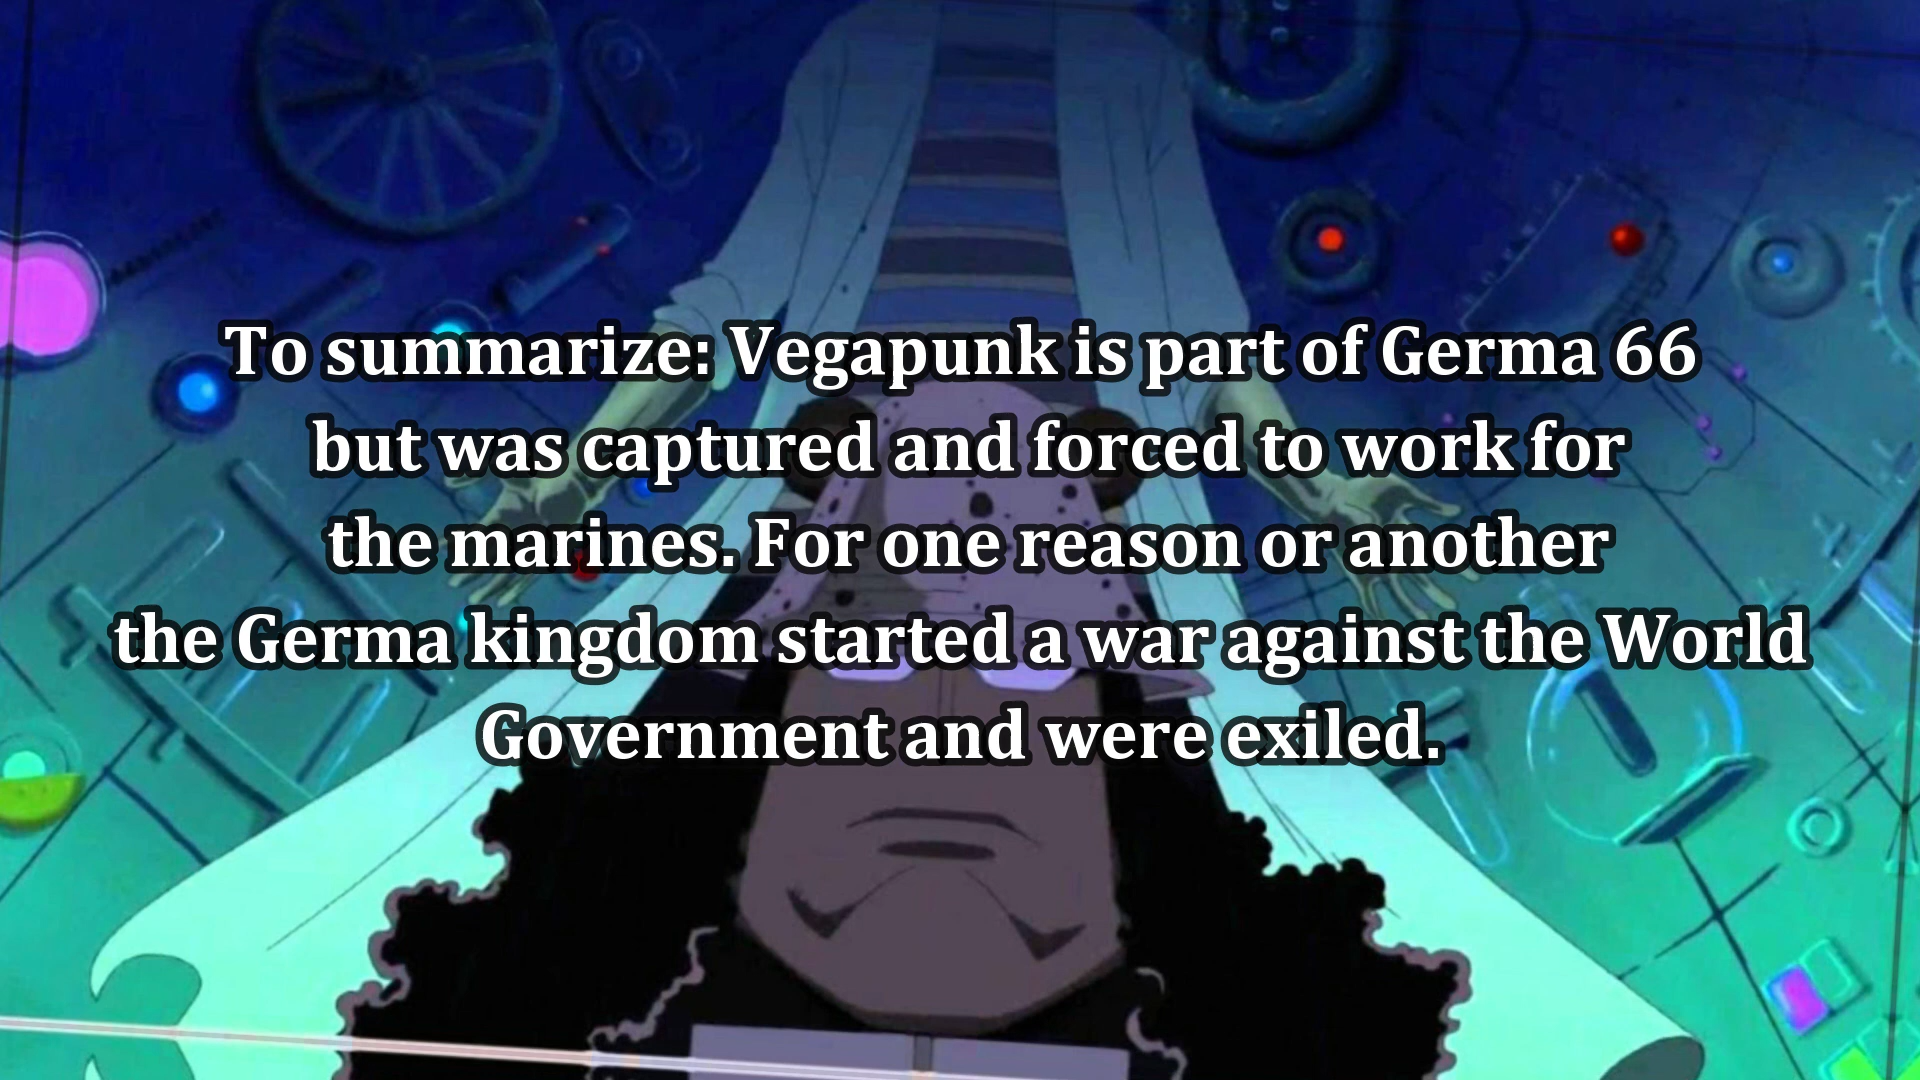 To summarize: Vegapunk is part of Germa 66
but was captured and forced to work for
the marines. For one reason or another
the Germa kingdom started a war against the World
Government and were exiled.